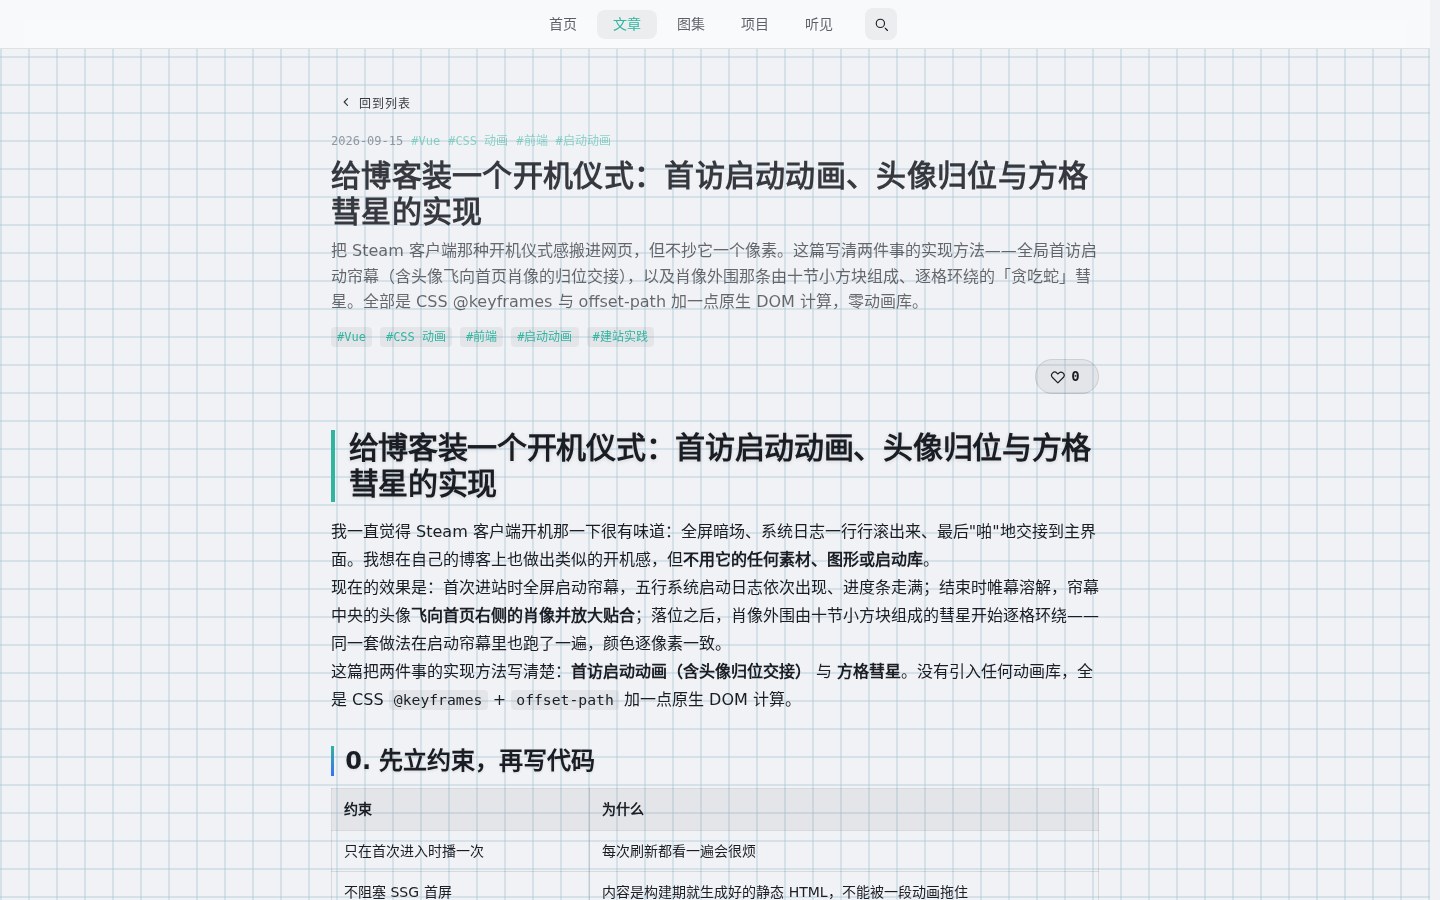 首页 文章 图集 项目 听见
回到列表
2026-09-15 #Vue #CSS 动画 #前端 #启动动画
给博客装一个开机仪式：首访启动动画、头像归位与方格
彗星的实现
把 Steam 客户端那种开机仪式感搬进网页，但不抄它一个像素。这篇写清两件事的实现方法——全局首访启
动帘幕（含头像飞向首页肖像的归位交接），以及肖像外围那条由十节小方块组成、逐格环绕的「贪吃蛇」彗
星。全部是 CSS @keyframes 与 offset-path 加一点原生 DOM 计算，零动画库。
#Vue #CSS 动画 #前端 #启动动画 #建站实践
0
给博客装一个开机仪式：首访启动动画、头像归位与方格
彗星的实现
我一直觉得 Steam 客户端开机那一下很有味道：全屏暗场、系统日志一行行滚出来、最后"啪"地交接到主界
面。我想在自己的博客上也做出类似的开机感，但不用它的任何素材、图形或启动库。
现在的效果是：首次进站时全屏启动帘幕，五行系统启动日志依次出现、进度条走满；结束时帷幕溶解，帘幕
中央的头像飞向首页右侧的肖像并放大贴合；落位之后，肖像外围由十节小方块组成的彗星开始逐格环绕——
同一套做法在启动帘幕里也跑了一遍，颜色逐像素一致。
这篇把两件事的实现方法写清楚：首访启动动画（含头像归位交接） 与 方格彗星。没有引入任何动画库，全
是 CSS @keyframes + offset-path 加一点原生 DOM 计算。
0. 先立约束，再写代码
约束 为什么
只在首次进入时播一次 每次刷新都看一遍会很烦
不阻塞 SSG 首屏 内容是构建期就生成好的静态 HTML，不能被一段动画拖住